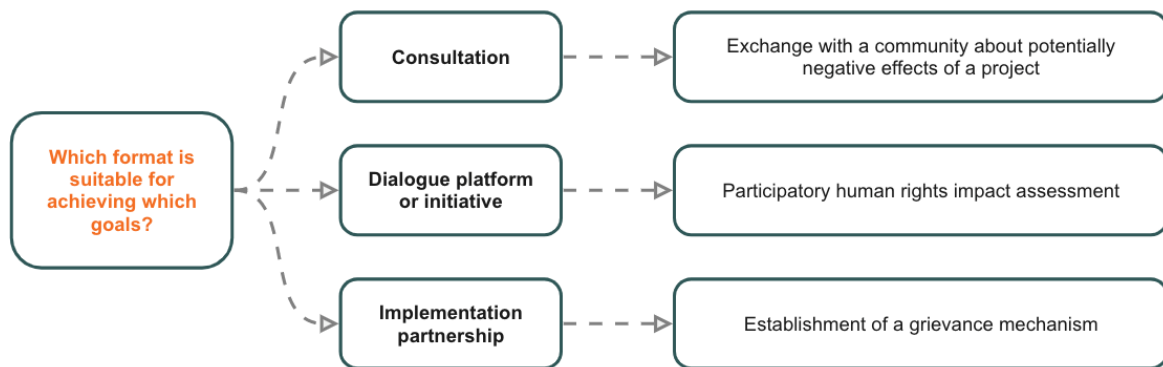 Which format is
suitable for
achieving which
goals?
Consultation
Exchange with a community about potentially
negative effects of a project
Dialogue platform
or initiative
Participatory human rights impact assessment
Implementation
partnership
Establishment of a grievance mechanism